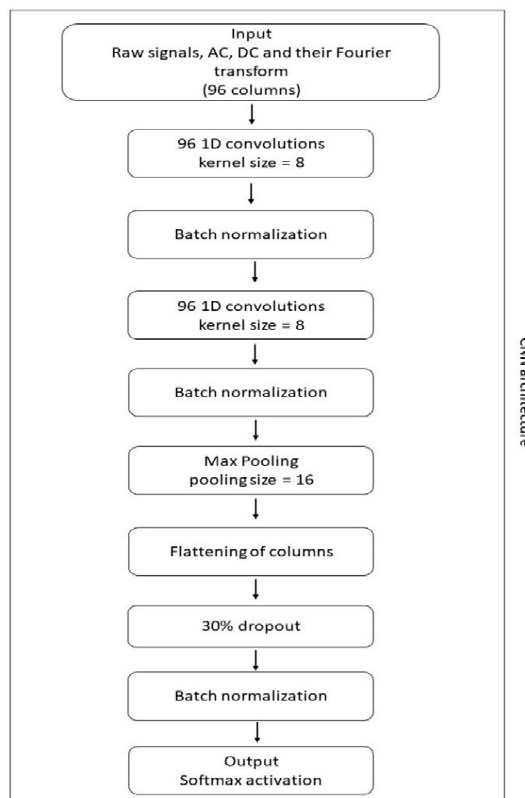 Input
Raw signals, AC, DC and their Fourier
transform
(96 columns)
96 1D convolutions
kernel size = 8
Batch normalization
96 1D convolutions
kernel size = 8
Batch normalization
Max Pooling
pooling size = 16
Flattening of columns
30% dropout
Batch normalization
Output
Softmax activation
CNN architecture